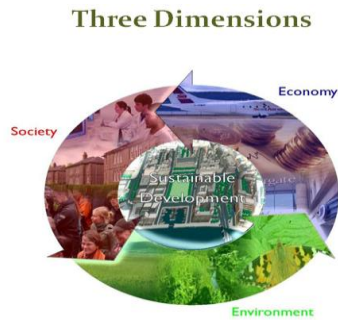 Three Dimensions
Economy
Society
Sustainable
Development
Environment